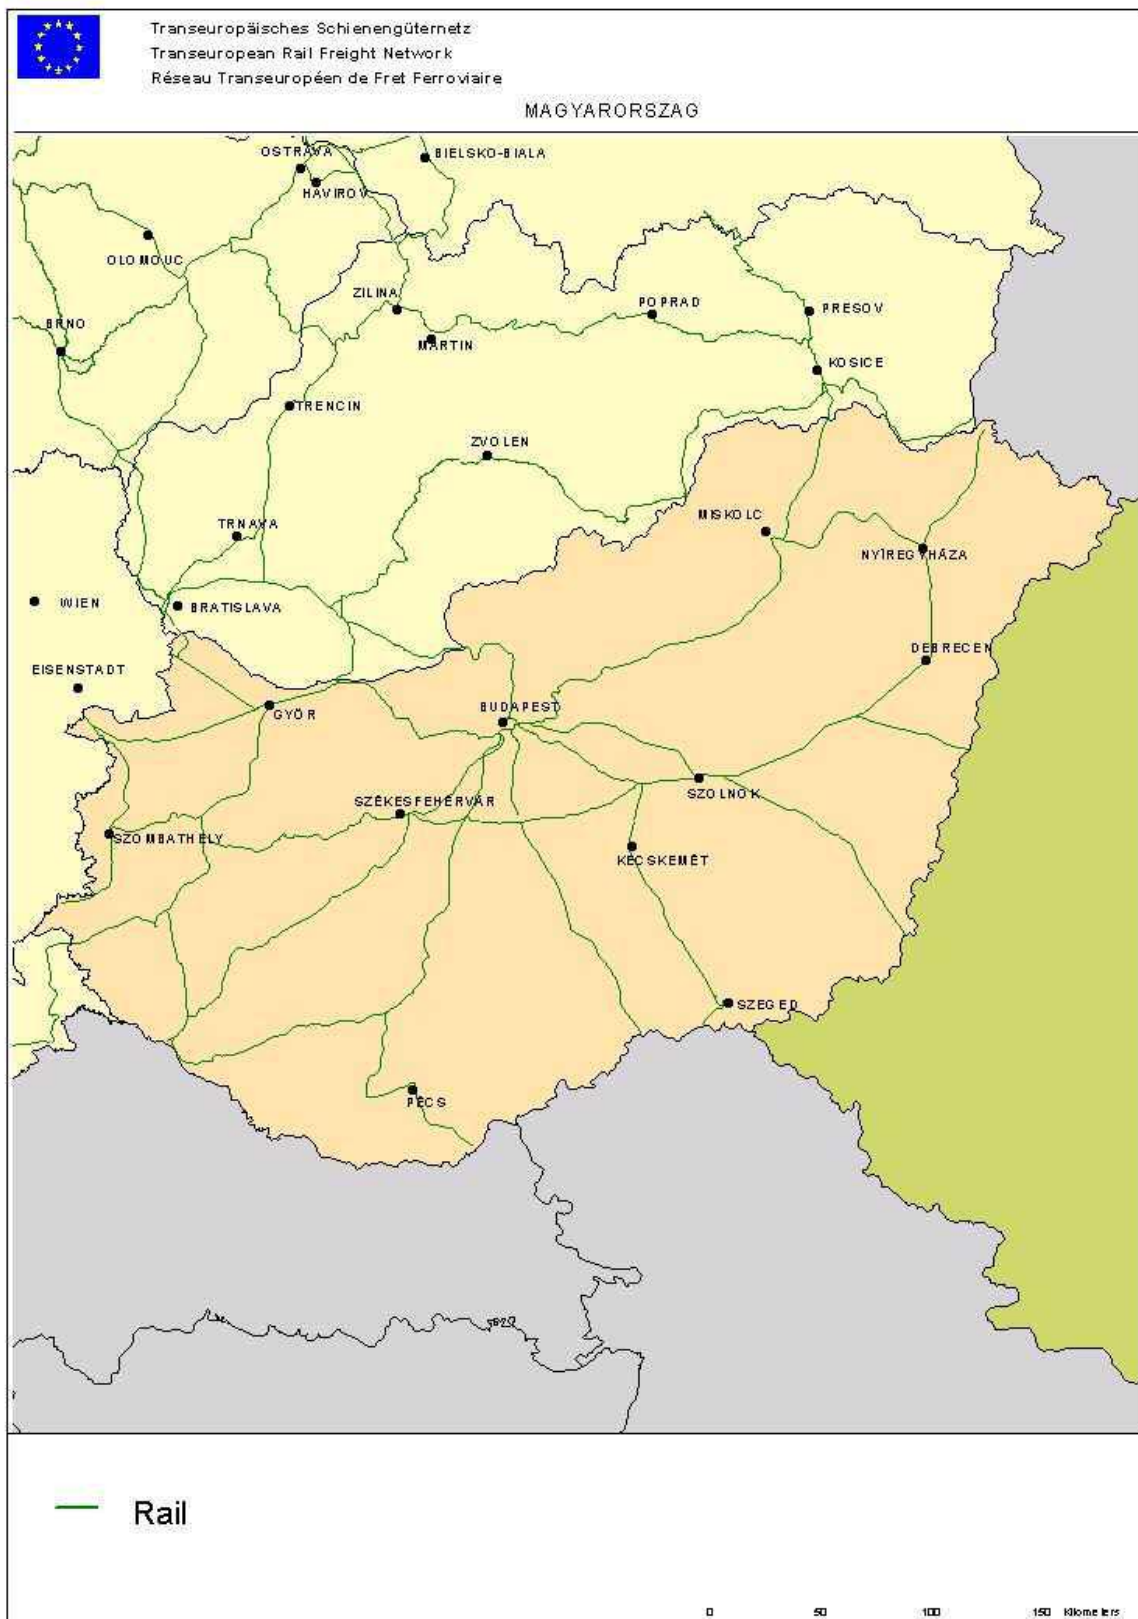 Transeuropäisches Schienengüternetz
Transeuropean Rail Freight Network
Réseau Transeuropéen de Fret Ferroviaire
MAGYARORSZAG
OSTRAVA
BIELSKO-BIALA
HAVIROV
OLOMOUC
ZILINA
POPRAD
PRESOV
BRNO
MARTIN
KOSICE
TRENCIN
ZVOLEN
MISKOLC
TRNAVA
NYÍREGYHÁZA
WIEN
BRATISLAVA
DEBRECEN
EISENSTADT
BUDAPEST
GYÖR
SZOLNOK
SZÉKESFEHÉRVÁR
SZOMBATHELY
KECSKEMÉT
SZEGED
PÉCS
Rail
0 50 100 150 Kilometers